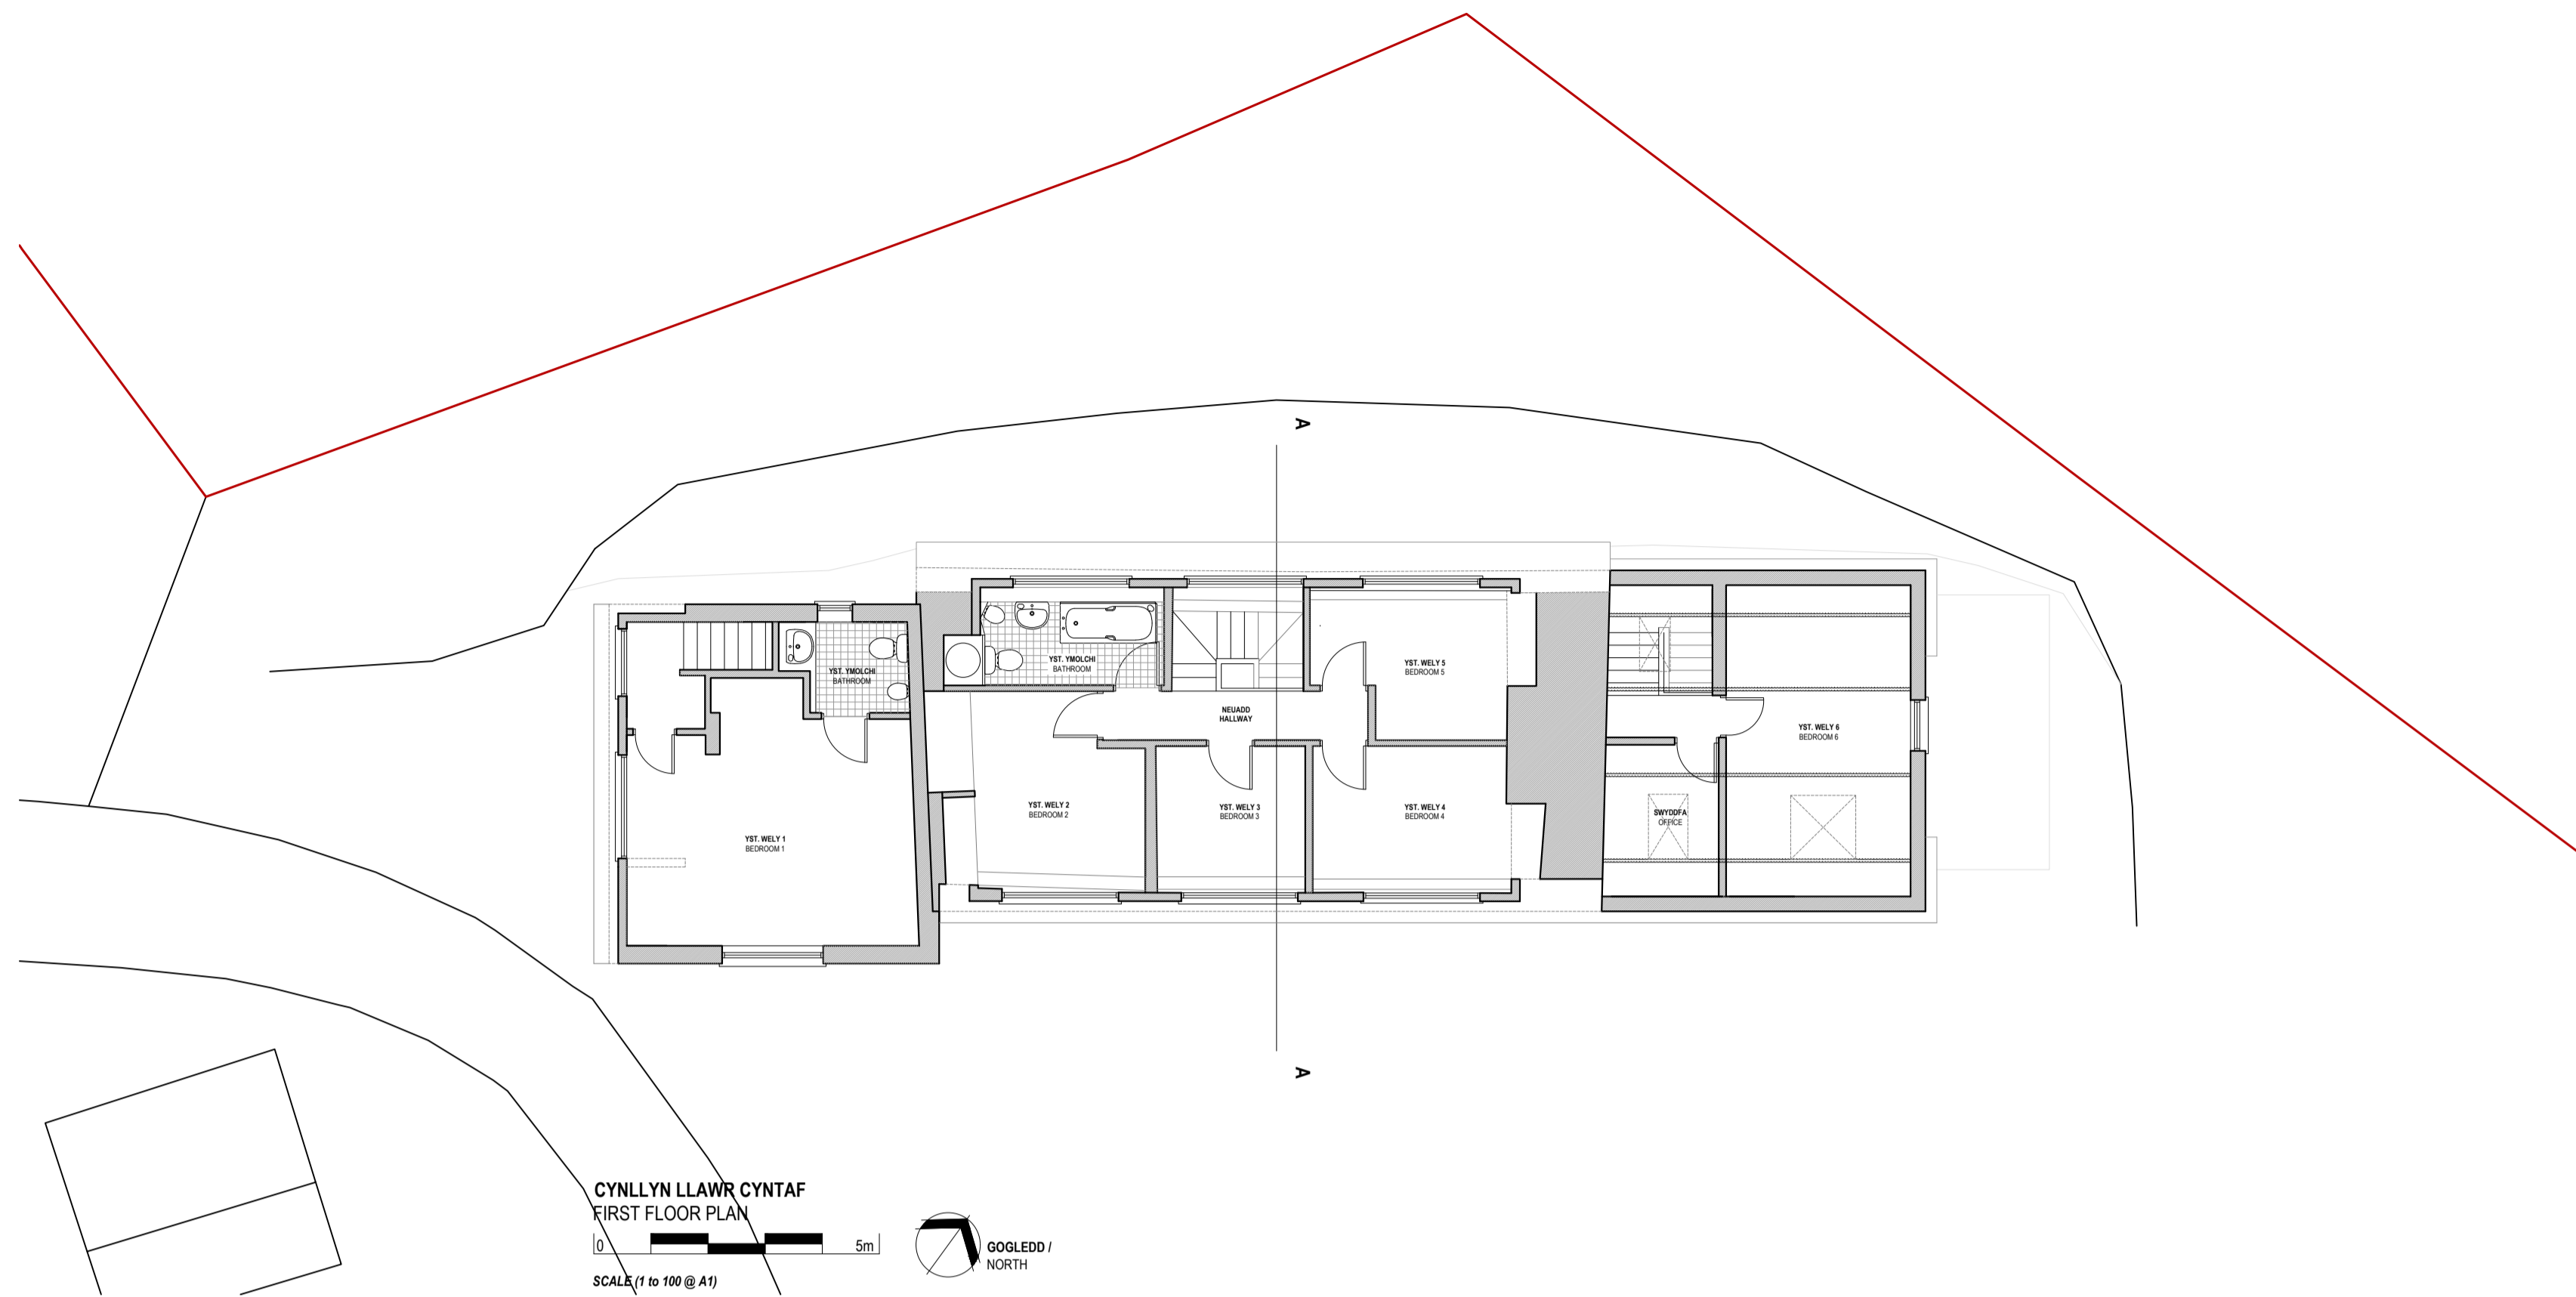 A
YST. YMOLCHI
BATHROOM
YST. YMOLCHI
BATHROOM
YST. WELY 5
BEDROOM 5
NEUADD
HALLWAY
YST. WELY 6
BEDROOM 6
YST. WELY 1
BEDROOM 1
YST. WELY 2
BEDROOM 2
YST. WELY 3
BEDROOM 3
YST. WELY 4
BEDROOM 4
SWYDDFA
OFFICE
A
CYNLLYN LLAWR CYNTAF
FIRST FLOOR PLAN
0 5m
SCALE (1 to 100 @ A1)
GOGLEDD /
NORTH